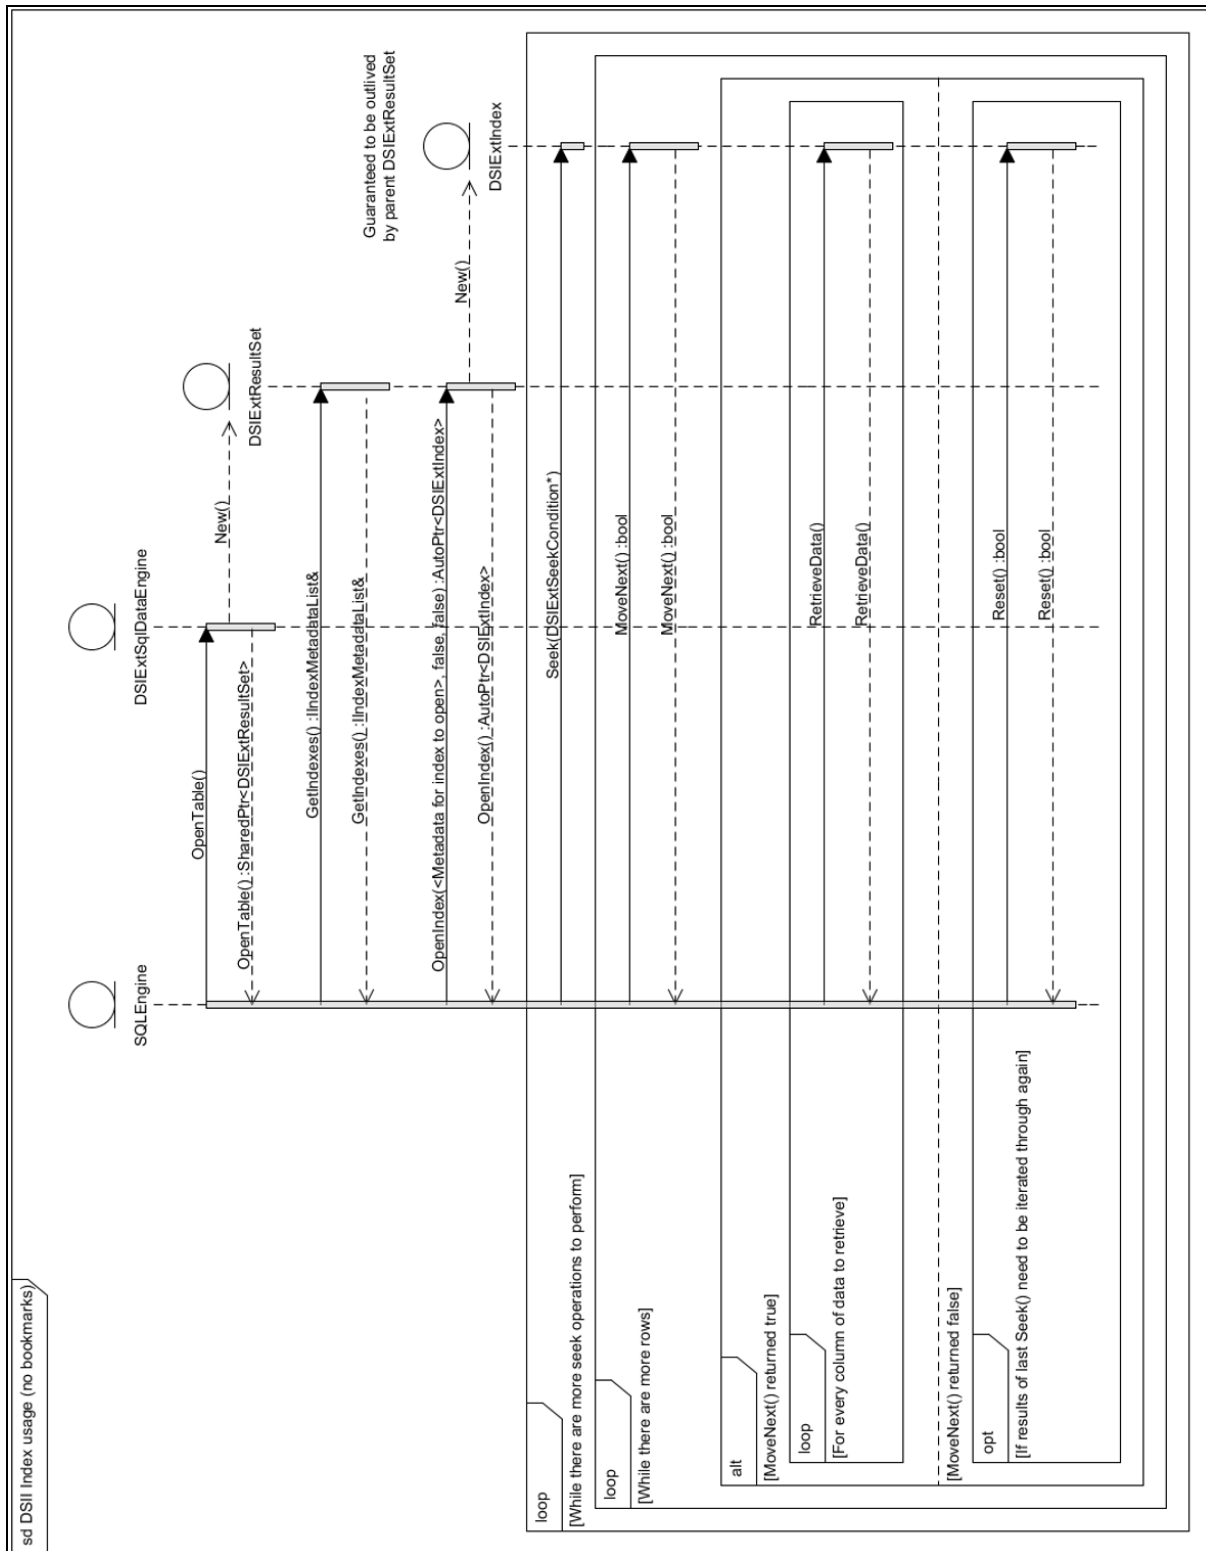 sd DSII Index usage (no bookmarks)
SQLEngine
DSIExtSqlDataEngine
OpenTable()
New()
DSIExtResultSet
OpenTable() :SharedPtr<DSIExtResultSet>
GetIndexes() :IIndexMetadataList&
GetIndexes() :IIndexMetadataList&
Guaranteed to be outlived
by parent DSIExtResultSet
OpenIndex(<Metadata for index to open>, false, false) :AutoPtr<DSIExtIndex>
New()
DSIExtIndex
OpenIndex() :AutoPtr<DSIExtIndex>
loop
[While there are more seek operations to perform]
Seek(DSIExtSeekCondition*)
loop
[While there are more rows]
MoveNext() :bool
MoveNext() :bool
alt
[MoveNext() returned true]
loop
[For every column of data to retrieve]
RetrieveData()
RetrieveData()
[MoveNext() returned false]
opt
[If results of last Seek() need to be iterated through again]
Reset() :bool
Reset() :bool